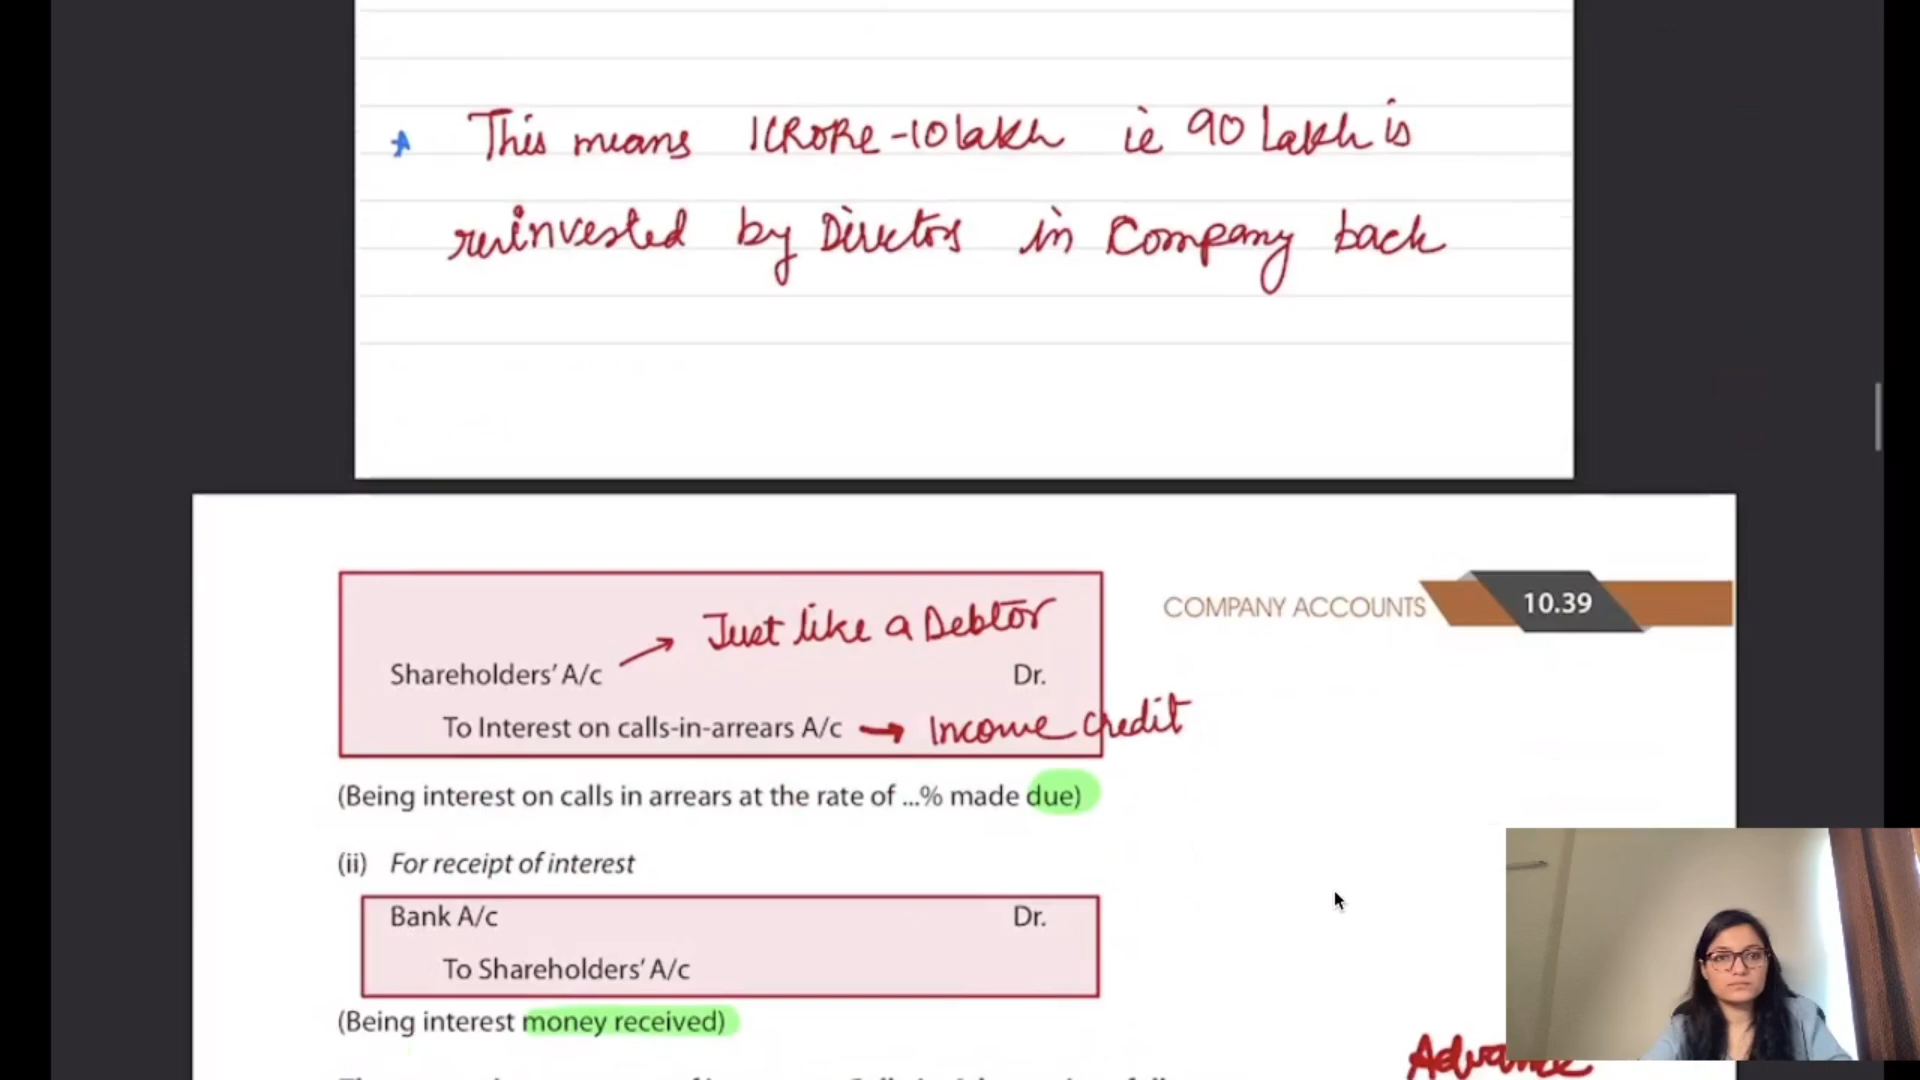 This means 1CRORE-10lakh ie 90 Lakh is
reinvested by Directors in Company back
COMPANY ACCOUNTS 10.39
Just like a Debtor
Shareholders' A/c Dr.
To Interest on calls-in-arrears A/c → Income credit
(Being interest on calls in arrears at the rate of ...% made due)
(ii) For receipt of interest
Bank A/c Dr.
To Shareholders' A/c
(Being interest money received)
Advance